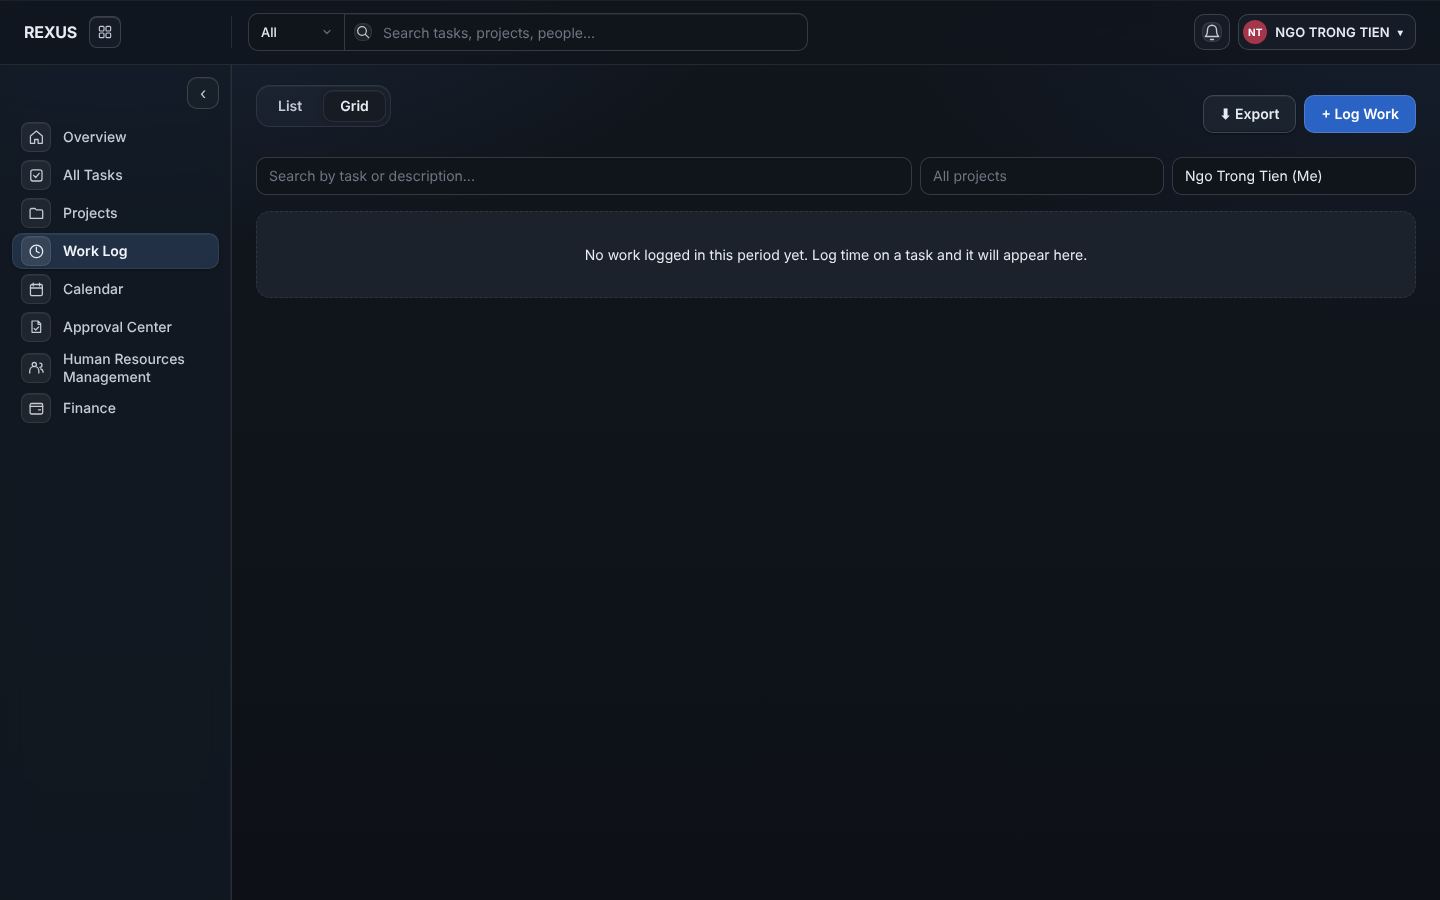 REXUS
All
Search tasks, projects, people...
NT
NGO TRONG TIEN ▾
‹
Overview
All Tasks
Projects
Work Log
Calendar
Approval Center
Human Resources
Management
Finance
List
Grid
⬇ Export
+ Log Work
Search by task or description...
All projects
Ngo Trong Tien (Me)
No work logged in this period yet. Log time on a task and it will appear here.